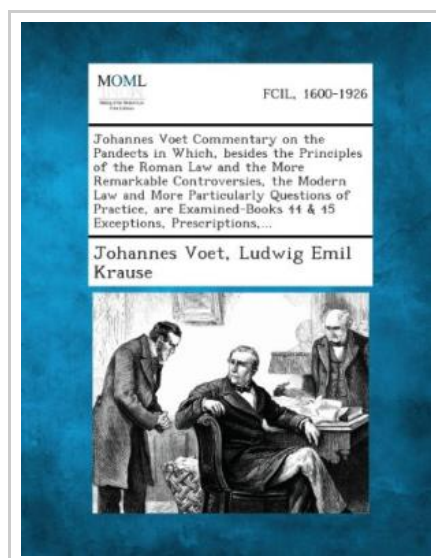 MOML
FCIL, 1600-1926
Johannes Voet Commentary on the
Pandects in Which, besides the Principles
of the Roman Law and the More
Remarkable Controversies, the Modern
Law and More Particularly Questions of
Practice, are Examined-Books 44 & 45
Exceptions, Prescriptions,...
Johannes Voet, Ludwig Emil
Krause